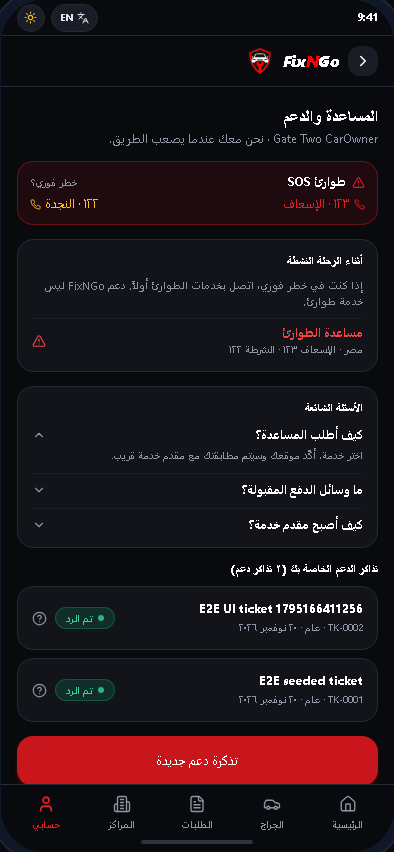 9:41
EN
FixNGo
المساعدة والدعم
Gate Two CarOwner · نحن معك عندما يصعب الطريق.
طوارئ SOS
خطر فوري؟
١٢٣ · الإسعاف
١٢٢ · النجدة
أثناء الرحلة النشطة
إذا كنت في خطر فوري، اتصل بخدمات الطوارئ أولاً. دعم FixNGo ليس
خدمة طوارئ.
مساعدة الطوارئ
مصر · الإسعاف ١٢٣ · الشرطة ١٢٢
الأسئلة الشائعة
كيف أطلب المساعدة؟
اختر خدمة، أكّد موقعك وسيتم مطابقتك مع مقدم خدمة قريب.
ما وسائل الدفع المقبولة؟
كيف أصبح مقدم خدمة؟
تذاكر الدعم الخاصة بك (٢ تذاكر دعم)
E2E UI ticket 1795166411256
TK-0002 · عام · ٢٠ نوفمبر ٢٠٢٦
تم الرد
E2E seeded ticket
TK-0001 · عام · ٢٠ نوفمبر ٢٠٢٦
تم الرد
تذكرة دعم جديدة
الرئيسية
الجراج
الطلبات
المراكز
حسابي